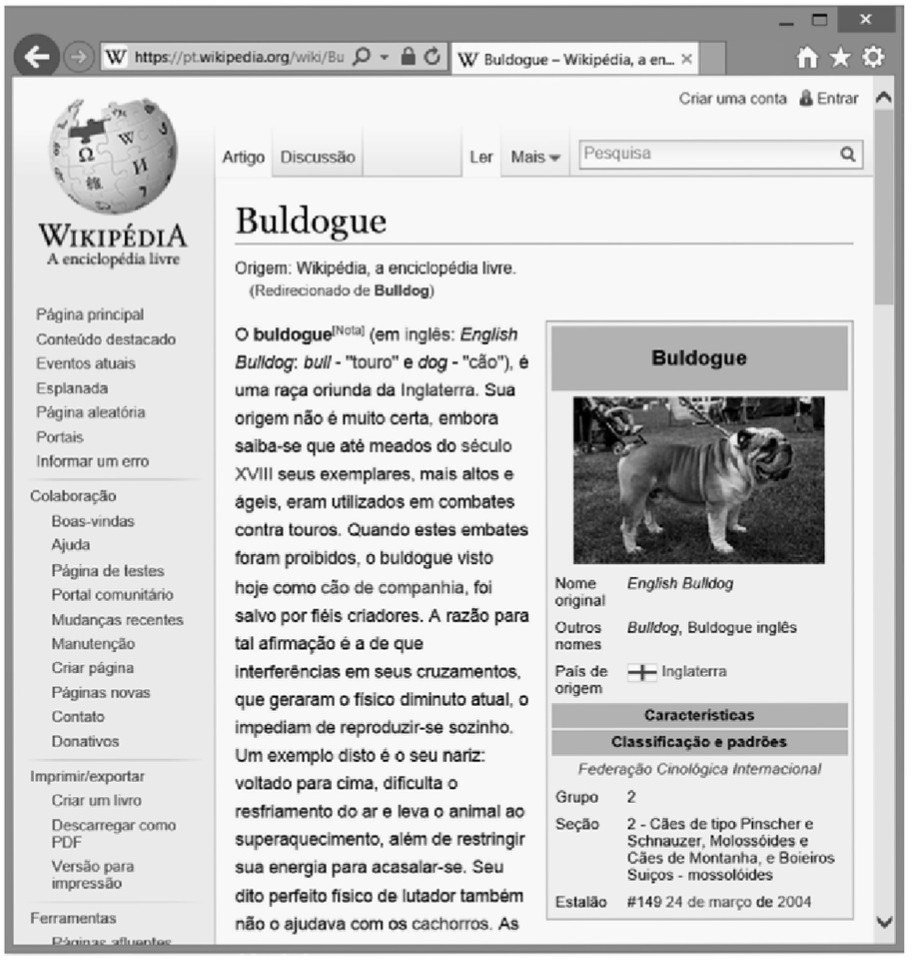 https://pt.wikipedia.org/wiki/Bu
W Buldogue – Wikipédia, a en...
Criar uma conta Entrar
Artigo Discussão Ler Mais Pesquisa
WIKIPÉDIA
A enciclopédia livre
Página principal
Conteúdo destacado
Eventos atuais
Esplanada
Página aleatória
Portais
Informar um erro
Colaboração
Boas-vindas
Ajuda
Página de testes
Portal comunitário
Mudanças recentes
Manutenção
Criar página
Páginas novas
Contato
Donativos
Imprimir/exportar
Criar um livro
Descarregar como
PDF
Versão para
impressão
Ferramentas
Páginas afluentes
Buldogue
Origem: Wikipédia, a enciclopédia livre.
(Redirecionado de Bulldog)
O buldogue[Nota] (em inglês: English
Bulldog: bull - "touro" e dog - "cão"), é
uma raça oriunda da Inglaterra. Sua
origem não é muito certa, embora
saiba-se que até meados do século
XVIII seus exemplares, mais altos e
ágeis, eram utilizados em combates
contra touros. Quando estes embates
foram proibidos, o buldogue visto
hoje como cão de companhia, foi
salvo por fiéis criadores. A razão para
tal afirmação é a de que
interferências em seus cruzamentos,
que geraram o físico diminuto atual, o
impediam de reproduzir-se sozinho.
Um exemplo disto é o seu nariz:
voltado para cima, dificulta o
resfriamento do ar e leva o animal ao
superaquecimento, além de restringir
sua energia para acasalar-se. Seu
dito perfeito físico de lutador também
não o ajudava com os cachorros. As
Buldogue
Nome original English Bulldog
Outros nomes Bulldog, Buldogue inglês
País de origem Inglaterra
Características
Classificação e padrões
Federação Cinológica Internacional
Grupo 2
Seção 2 - Cães de tipo Pinscher e
Schnauzer, Molossóides e
Cães de Montanha, e Boieiros
Suiços - mossolóides
Estalão #149 24 de março de 2004